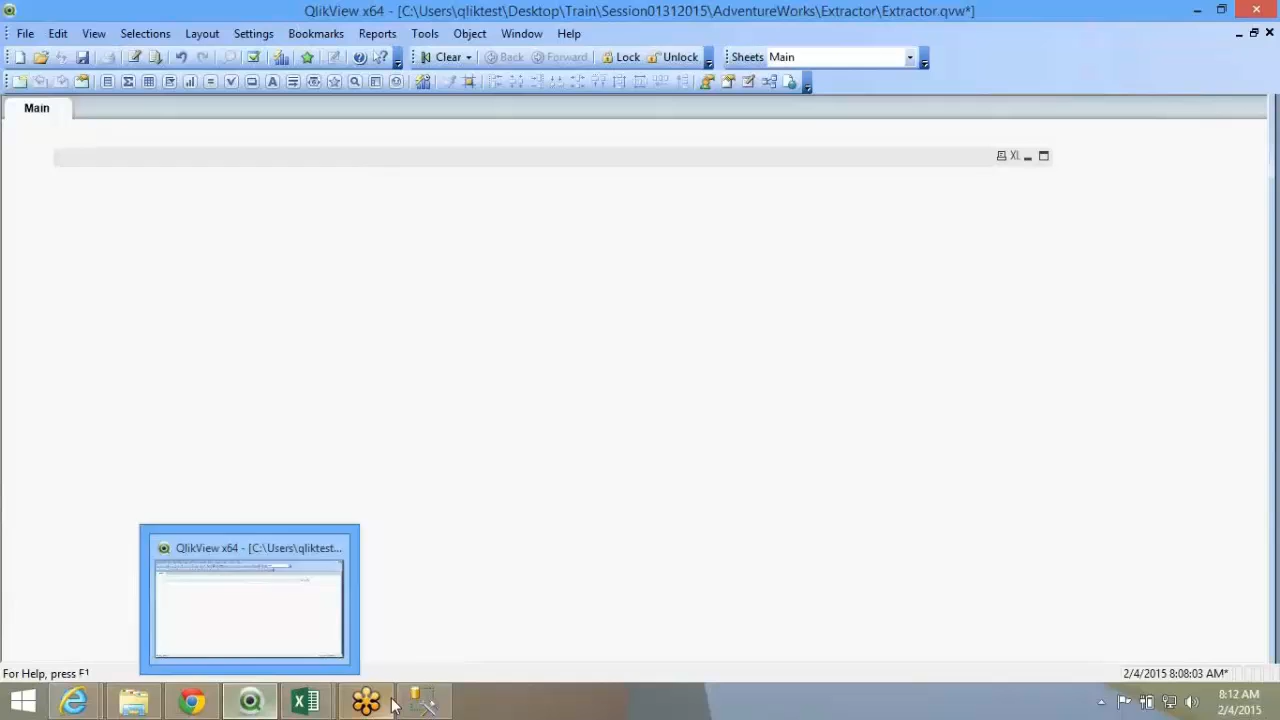 QlikView x64 - [C:\Users\qliktest\Desktop\Train\Session01312015\AdventureWorks\Extractor\Extractor.qvw*]
File Edit View Selections Layout Settings Bookmarks Reports Tools Object Window Help
Clear Back Forward Lock Unlock Sheets Main
Main
XL
QlikView x64 - [C:\Users\qliktest...
For Help, press F1
2/4/2015 8:08:03 AM*
8:12 AM
2/4/2015